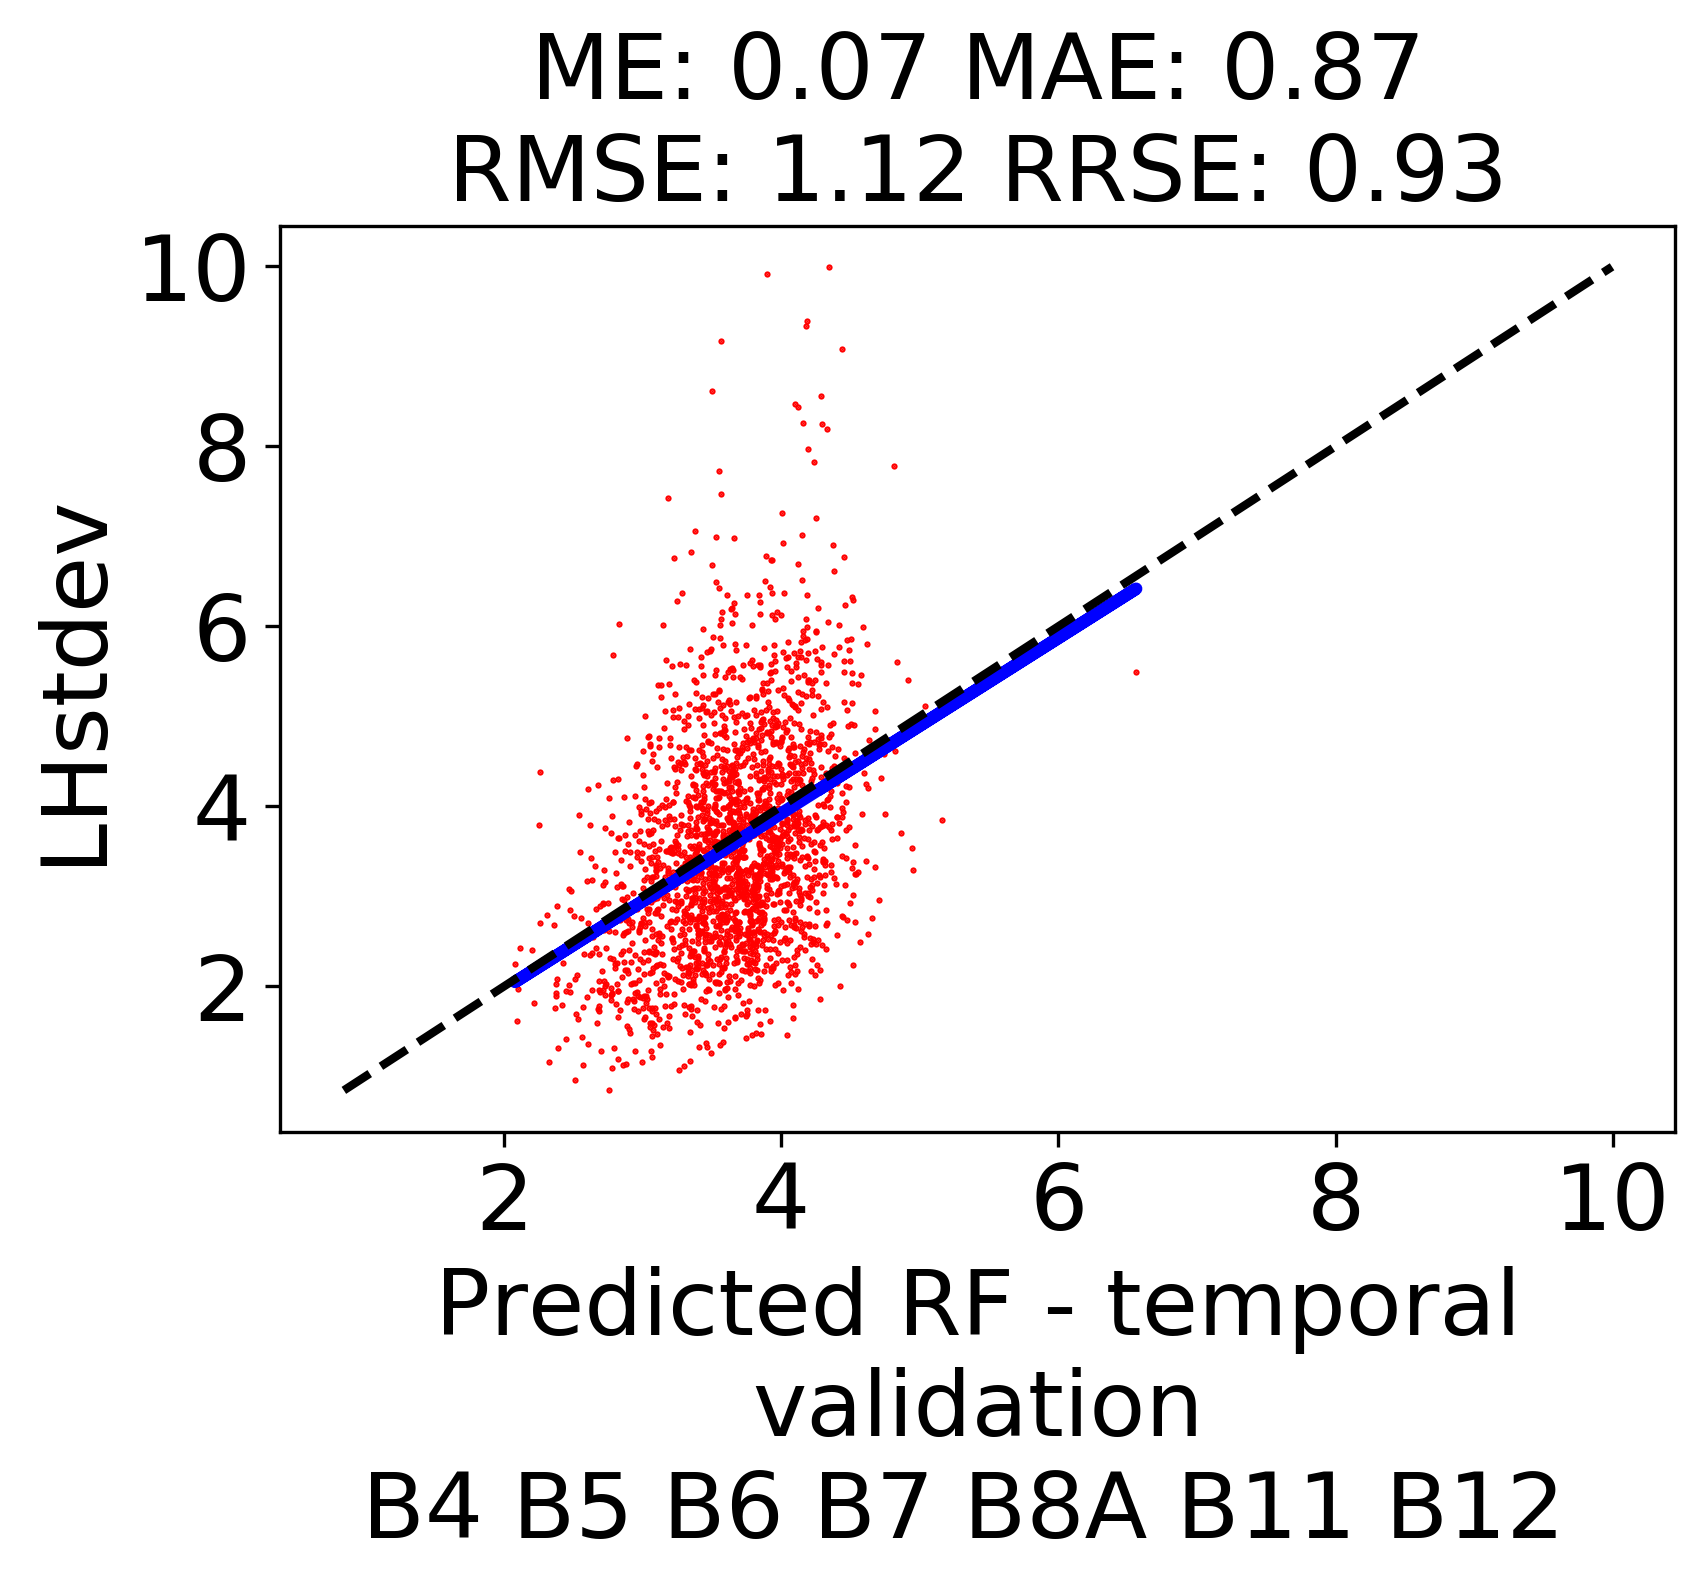 ME: 0.07 MAE: 0.87
RMSE: 1.12 RRSE: 0.93
LHstdev
10
8
6
4
2
2 4 6 8 10
Predicted RF - temporal
validation
B4 B5 B6 B7 B8A B11 B12